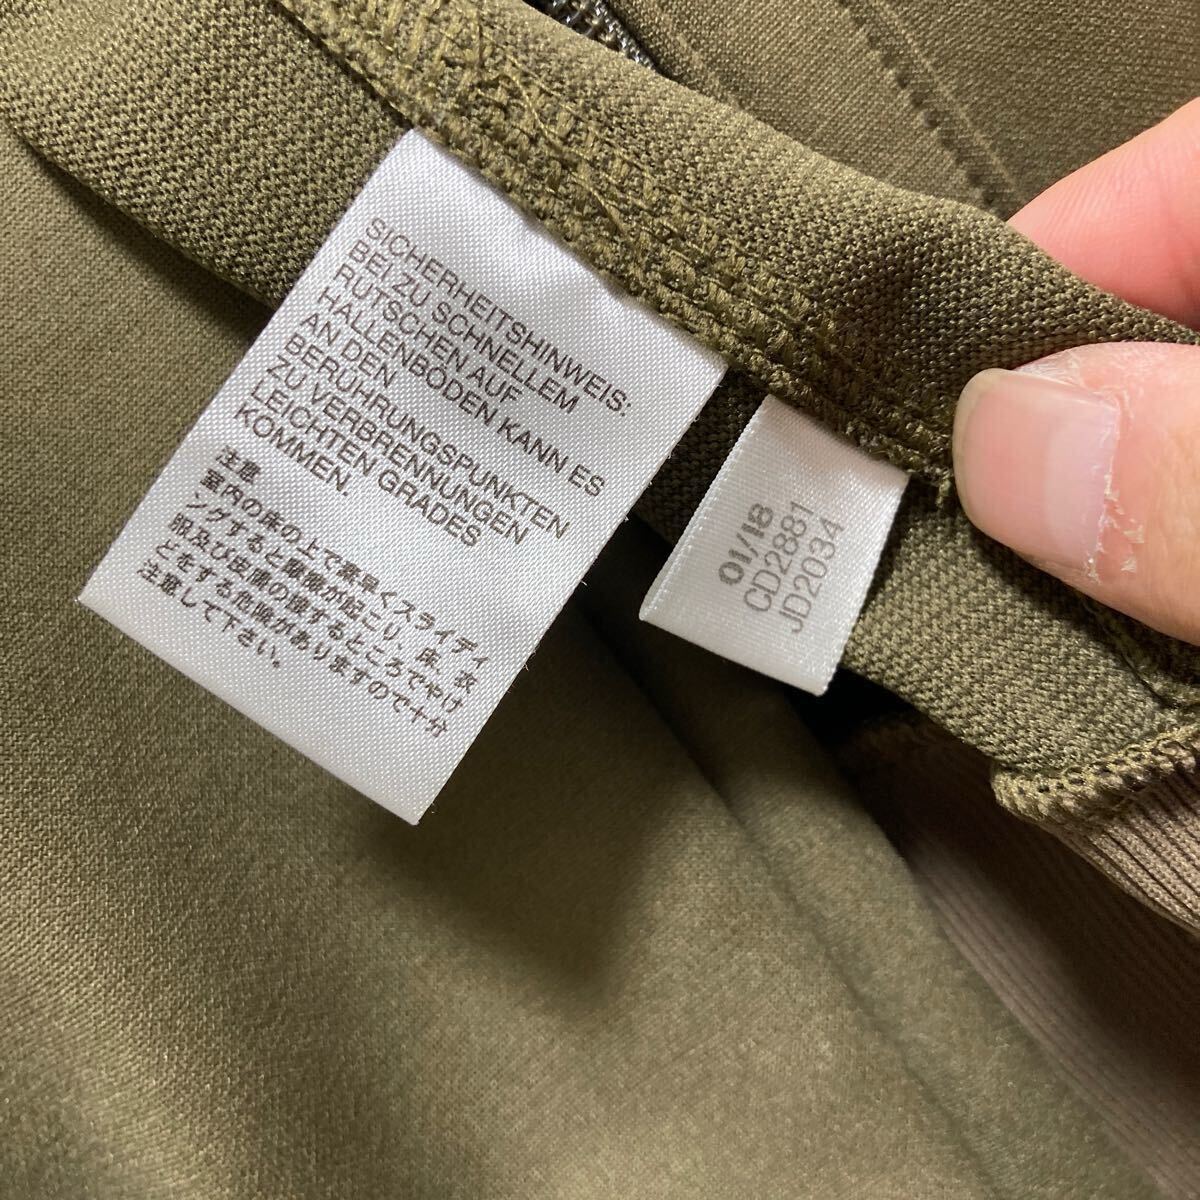 SICHERHEITSHINWEIS:
BEI ZU SCHNELLEM
RUTSCHEN AUF
HALLENBÖDEN KANN ES
AN DEN
BERÜHRUNGSPUNKTEN
ZU VERBRENNUNGEN
LEICHTEN GRADES
KOMMEN.
注意
室内の床の上で素早くスライディ
ングすると摩擦が起こり、床、衣
服及び皮膚の接するところでやけ
どをする危険がありますので十分
注意して下さい。
01/18
CD2881
JD2034